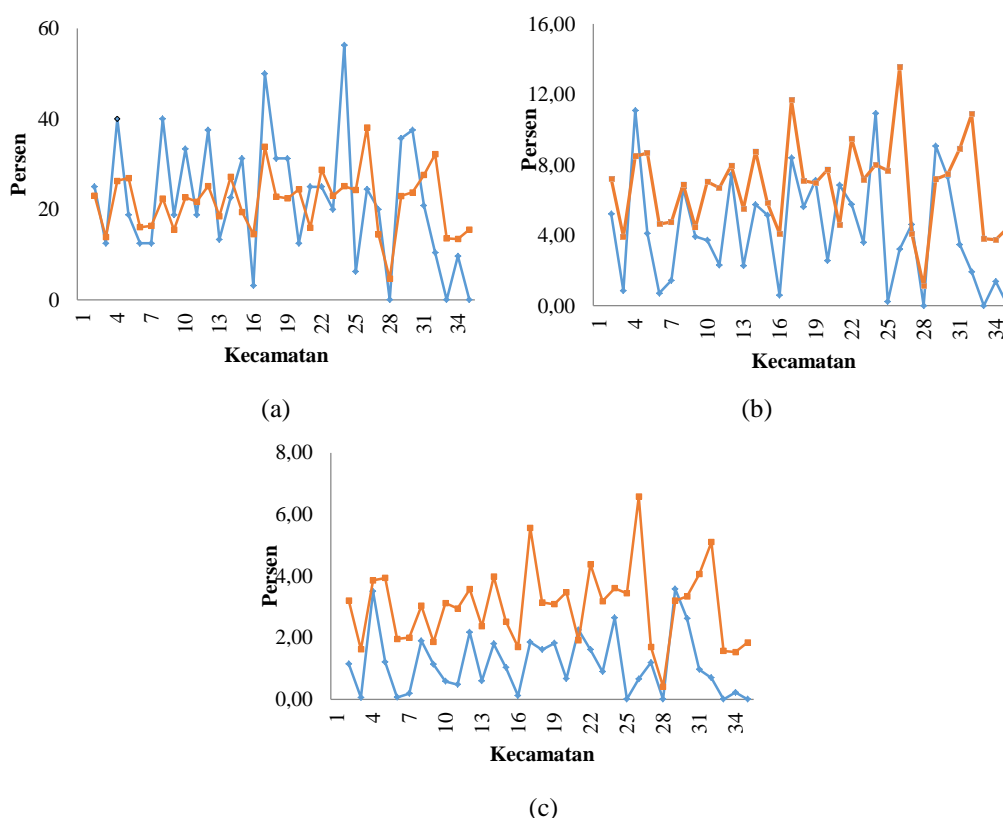 60
40
20
0
Persen
1 4 7 10 13 16 19 22 25 28 31 34
Kecamatan
(a)
16,00
12,00
8,00
4,00
0,00
Persen
1 4 7 10 13 16 19 22 25 28 31 34
Kecamatan
(b)
8,00
6,00
4,00
2,00
0,00
Persen
1 4 7 10 13 16 19 22 25 28 31 34
Kecamatan
(c)